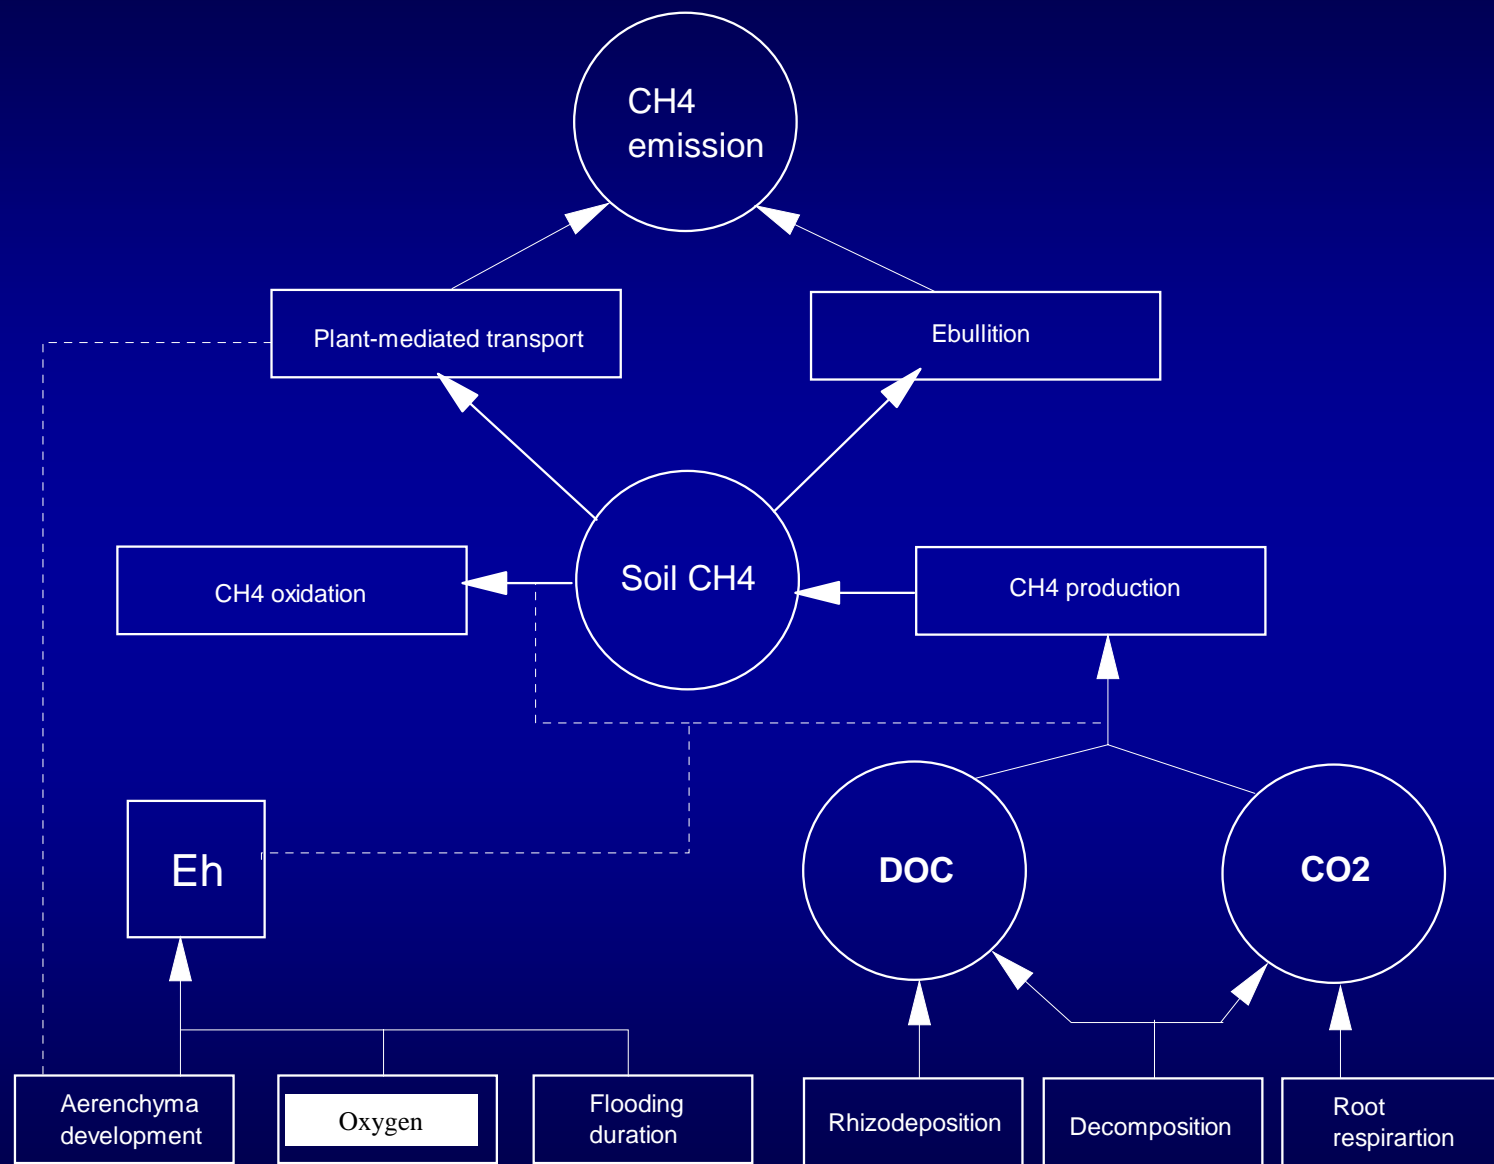 CH4
emission
Plant-mediated transport
Ebullition
CH4 oxidation
Soil CH4
CH4 production
Eh
DOC
CO2
Aerenchyma
development
Oxygen
Flooding
duration
Rhizodeposition
Decomposition
Root
respirartion